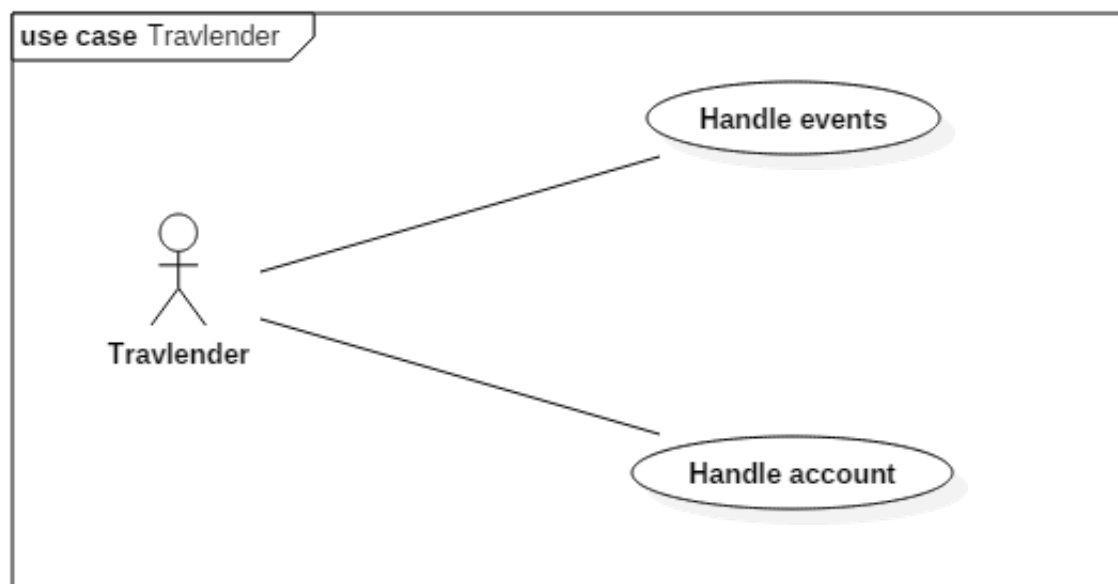 use case Travlender
Handle events
Travlender
Handle account